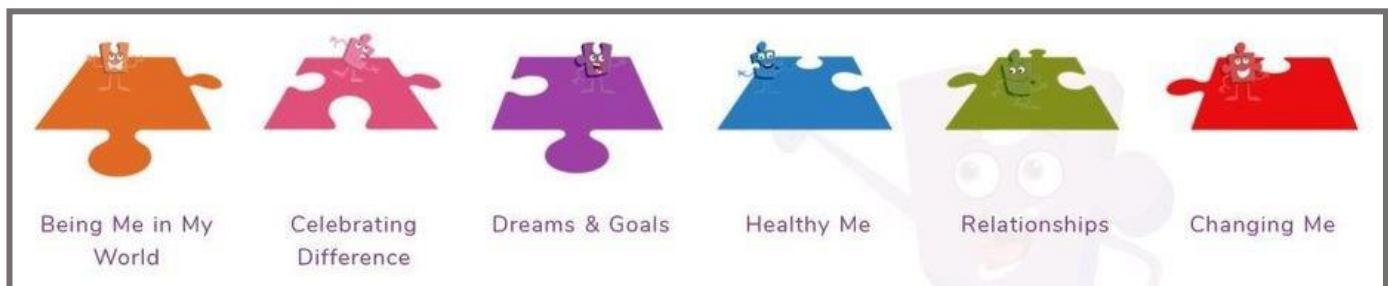 Being Me in My
World
Celebrating
Difference
Dreams & Goals
Healthy Me
Relationships
Changing Me